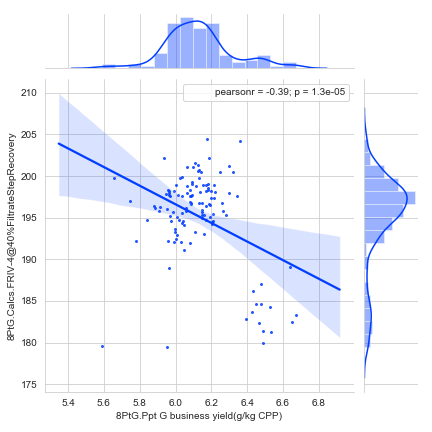 pearsonr = -0.39; p = 1.3e-05
210
205
200
195
190
185
180
175
8PtG.Calcs.FRIV-4@40%FiltrateStepRecovery
5.4 5.6 5.8 6.0 6.2 6.4 6.6 6.8
8PtG.Ppt G business yield(g/kg CPP)